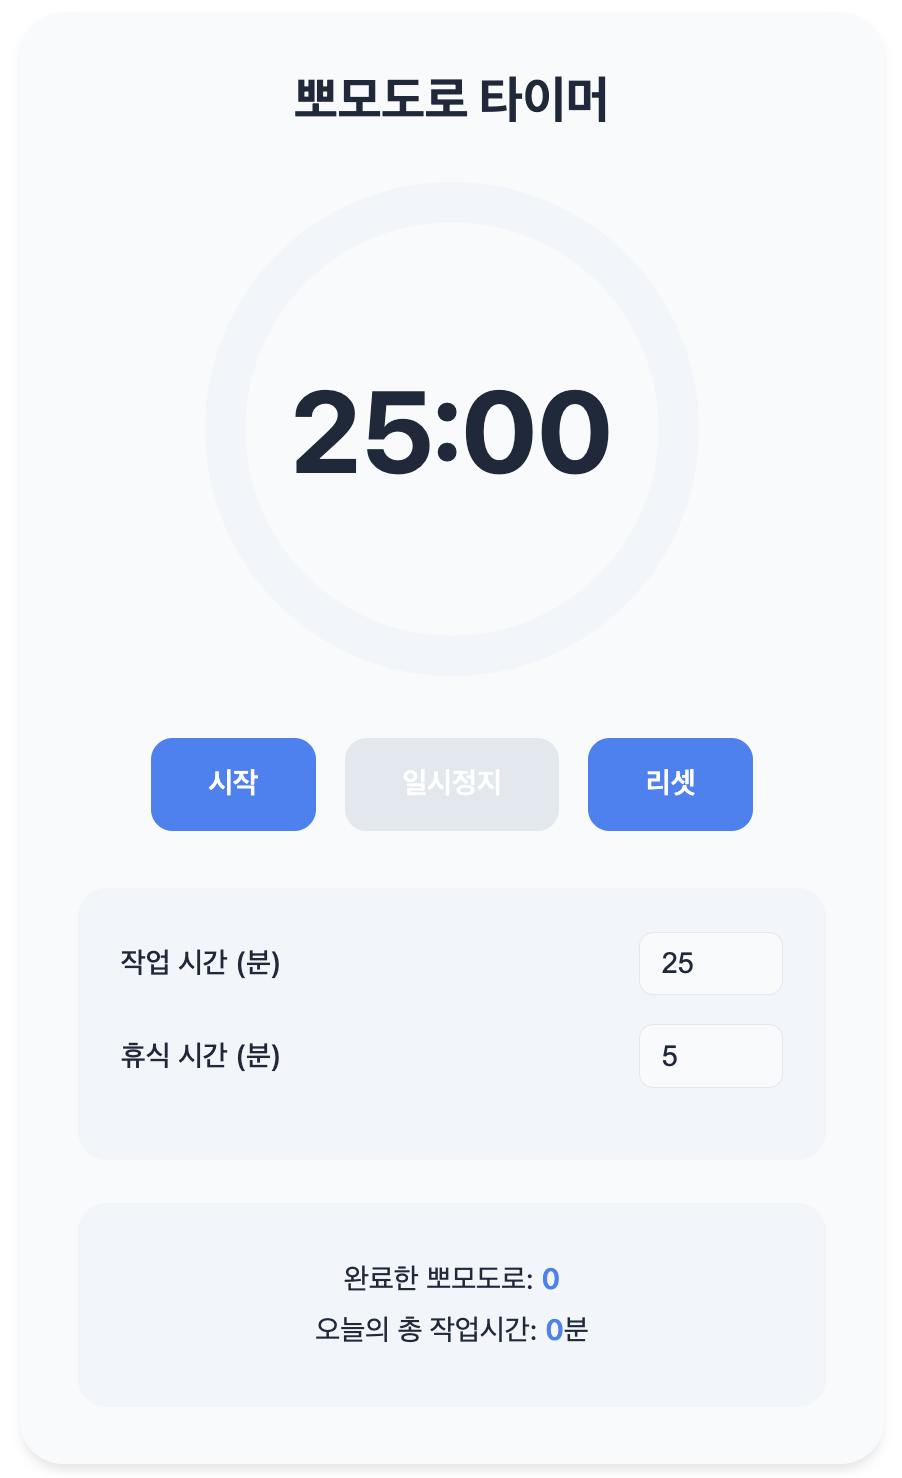 뽀모도로 타이머
25:00
시작 일시정지 리셋
작업 시간 (분) 25
휴식 시간 (분) 5
완료한 뽀모도로: 0
오늘의 총 작업시간: 0분